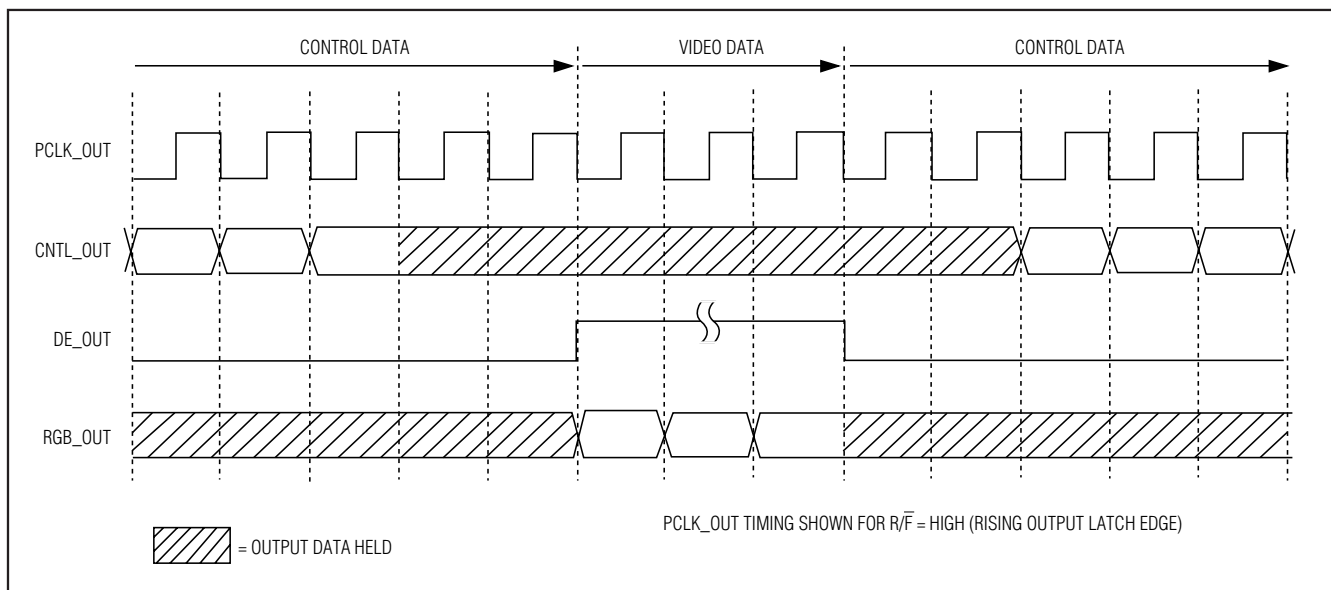 CONTROL DATA VIDEO DATA CONTROL DATA
PCLK_OUT
CNTL_OUT
DE_OUT
RGB_OUT
PCLK_OUT TIMING SHOWN FOR R/F̅ = HIGH (RISING OUTPUT LATCH EDGE)
= OUTPUT DATA HELD